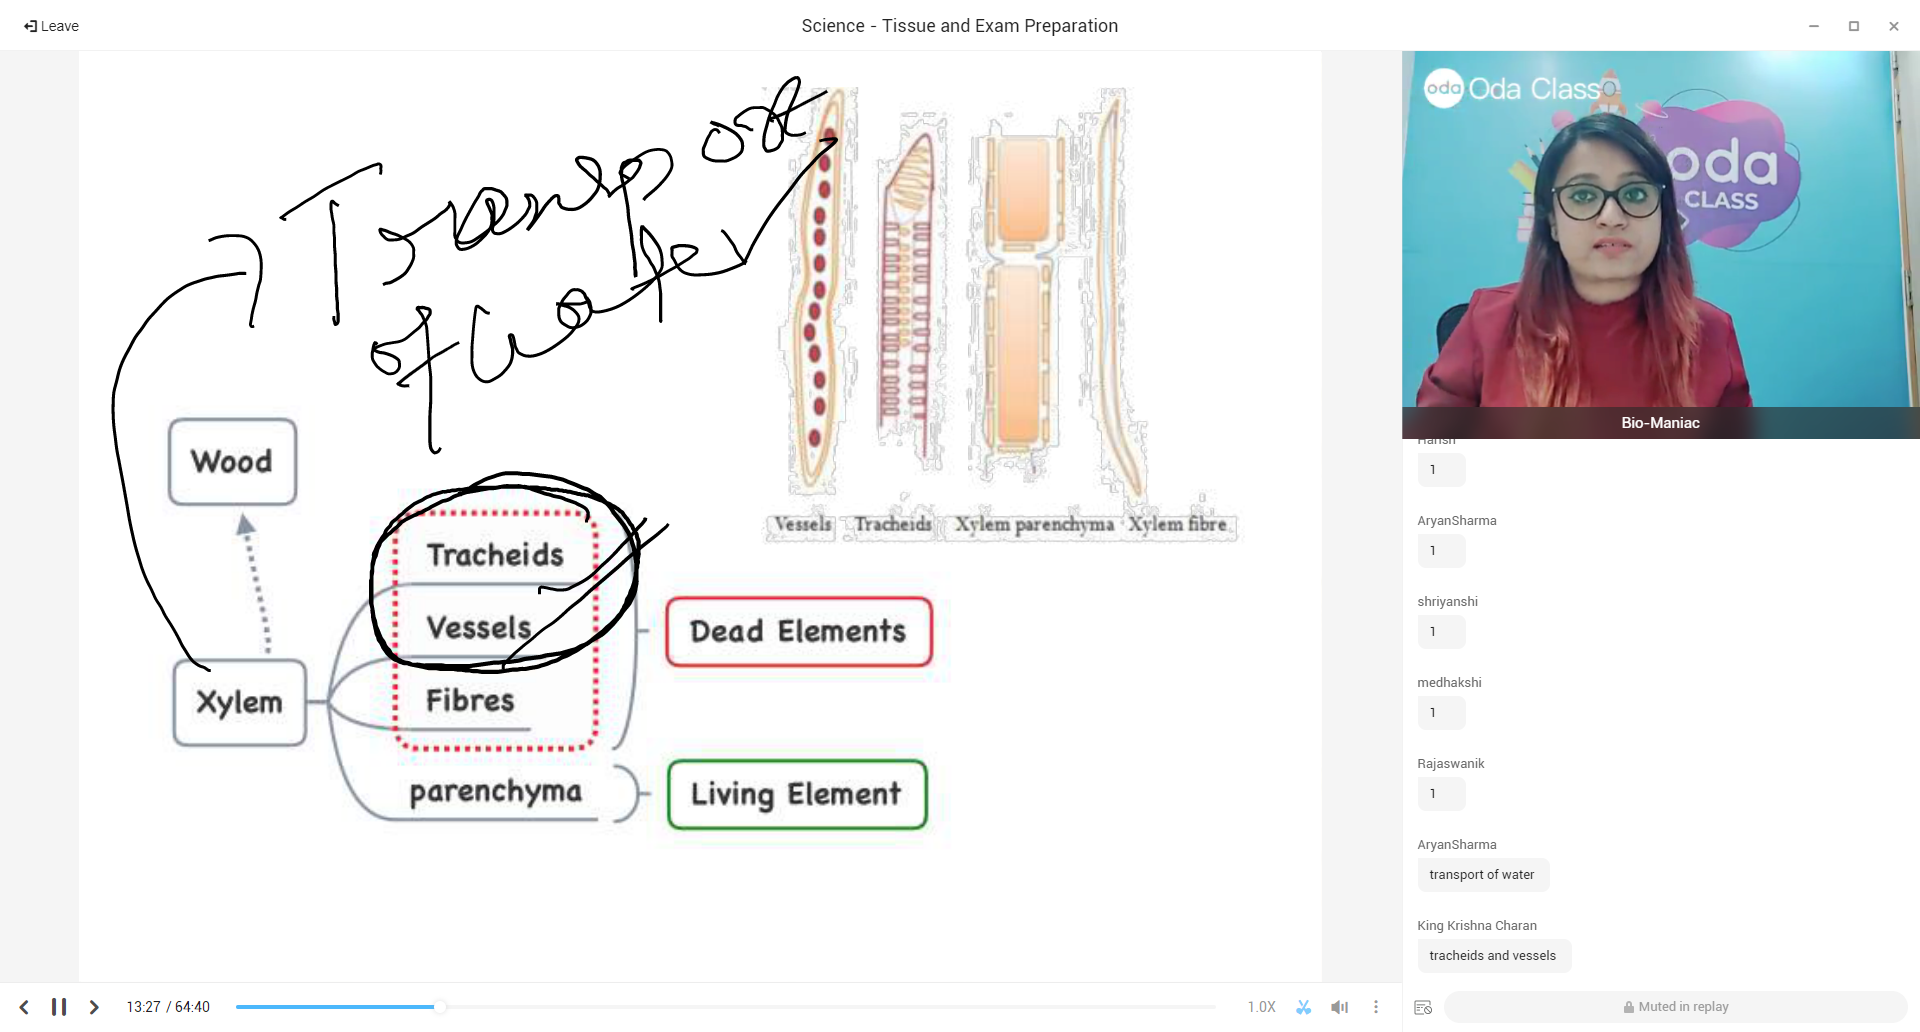 Leave
Science - Tissue and Exam Preparation
Transport
of water
Wood
Tracheids
Vessels
Fibres
Xylem
parenchyma
Dead Elements
Living Element
Vessels Tracheids Xylem parenchyma Xylem fibre
oda Oda Class
oda
CLASS
Bio-Maniac
Harish
1
AryanSharma
1
shriyanshi
1
medhakshi
1
Rajaswanik
1
AryanSharma
transport of water
King Krishna Charan
tracheids and vessels
13:27 / 64:40
1.0X
Muted in replay